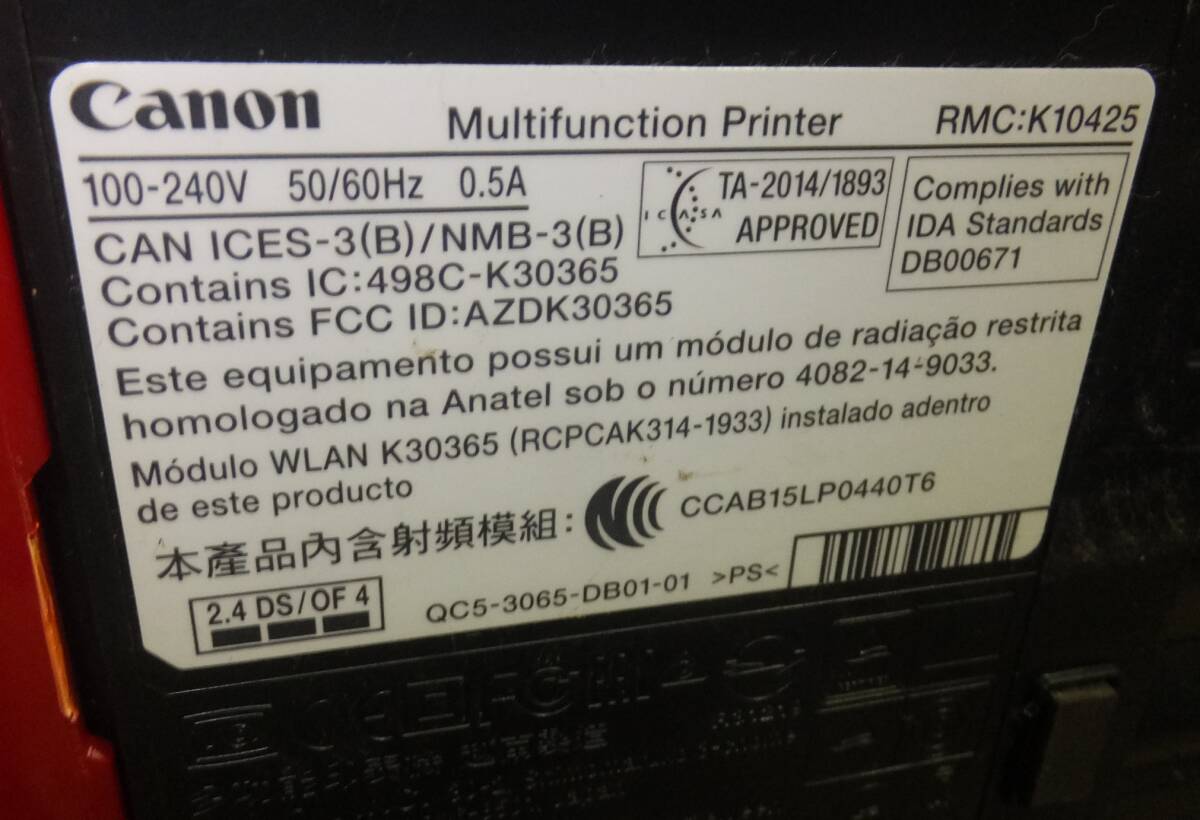 Canon
Multifunction Printer
RMC:K10425
100-240V 50/60Hz 0.5A
ICASA
TA-2014/1893
APPROVED
Complies with
IDA Standards
DB00671
CAN ICES-3(B)/NMB-3(B)
Contains IC:498C-K30365
Contains FCC ID:AZDK30365
Este equipamento possui um módulo de radiação restrita
homologado na Anatel sob o número 4082-14-9033.
Módulo WLAN K30365 (RCPCAK314-1933) instalado adentro
de este producto
本產品內含射頻模組:
CCAB15LP0440T6
2.4 DS/OF 4
QC5-3065-DB01-01 >PS<